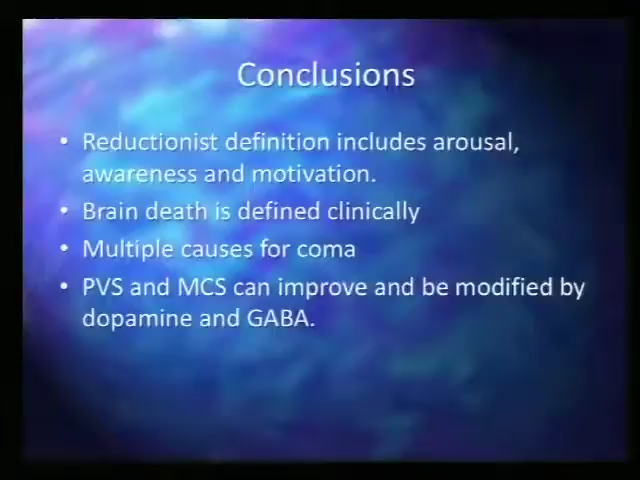 Conclusions
• Reductionist definition includes arousal,
awareness and motivation.
• Brain death is defined clinically
• Multiple causes for coma
• PVS and MCS can improve and be modified by
dopamine and GABA.